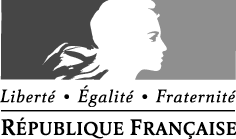 Liberté • Égalité • Fraternité
RÉPUBLIQUE FRANÇAISE